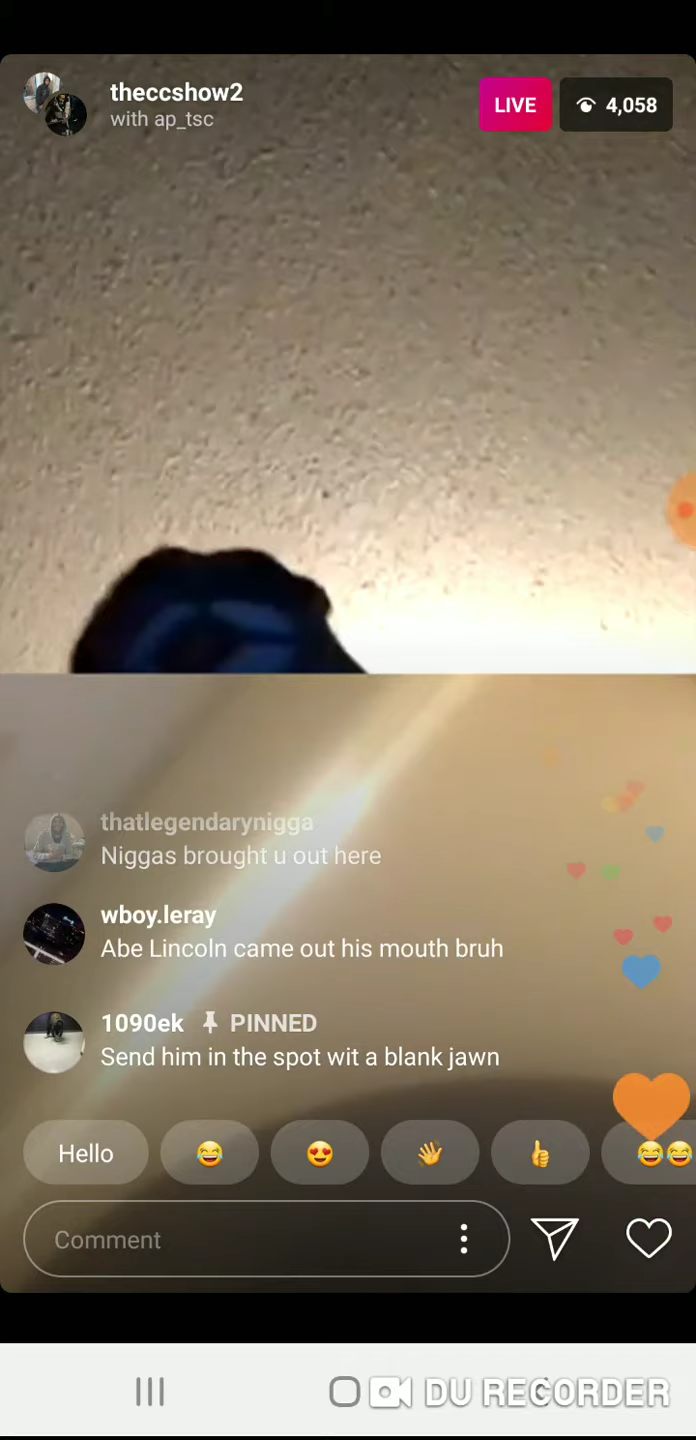 theccshow2
with ap_tsc
LIVE
4,058
thatlegendarynigga
Niggas brought u out here
wboy.leray
Abe Lincoln came out his mouth bruh
1090ek PINNED
Send him in the spot wit a blank jawn
Hello
Comment
DU RECORDER